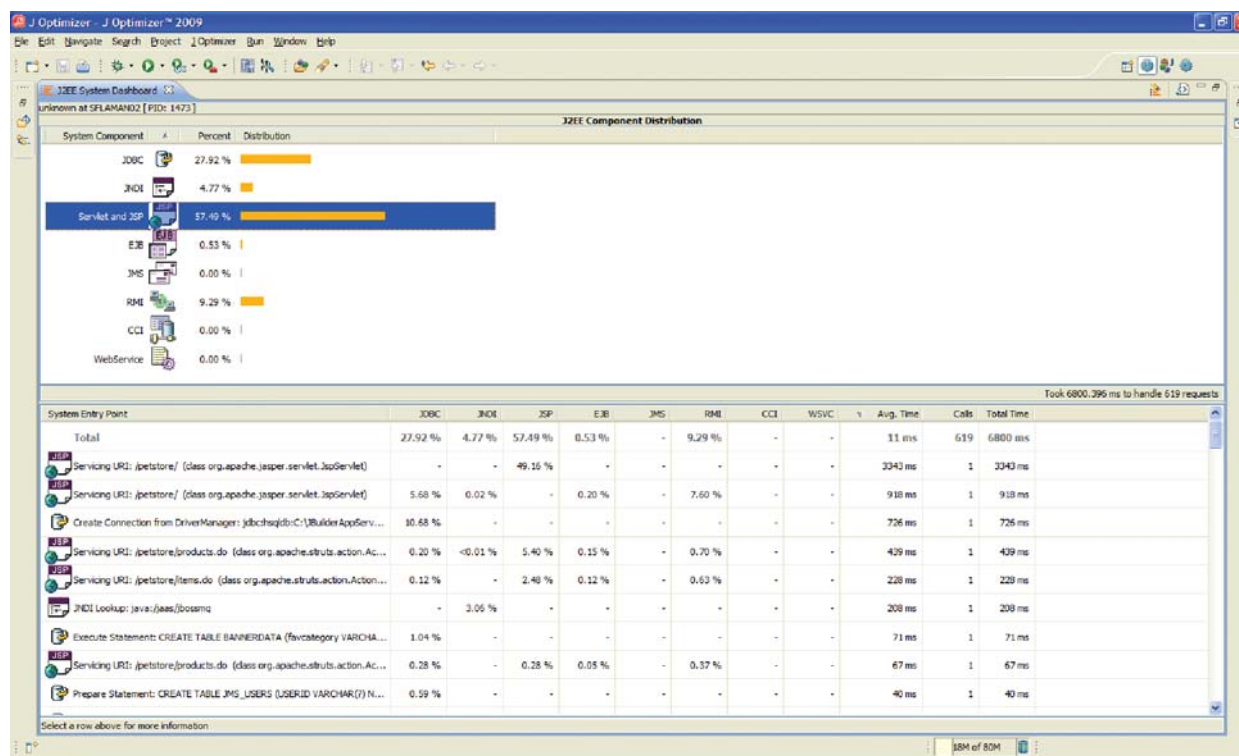 J Optimizer - J Optimizer™ 2009
File Edit Navigate Search Project J Optimizer Run Window Help
J2EE System Dashboard
unknown at SFLAMAN02 [PID: 1473]
J2EE Component Distribution
System Component Percent Distribution
JDBC 27.92 %
JNDI 4.77 %
Servlet and JSP JSP 57.49 %
EJB EJB 0.53 %
JMS 0.00 %
RMI 9.29 %
CCI 0.00 %
WebService 0.00 %
Took 6800.396 ms to handle 619 requests
System Entry Point JDBC JNDI JSP EJB JMS RMI CCI WSVC Avg. Time Calls Total Time
Total 27.92 % 4.77 % 57.49 % 0.53 % - 9.29 % - - 11 ms 619 6800 ms
JSP Servicing URI: /petstore/ (class org.apache.jasper.servlet.JspServlet) - - 49.16 % - - - - - 3343 ms 1 3343 ms
JSP Servicing URI: /petstore/ (class org.apache.jasper.servlet.JspServlet) 5.68 % 0.02 % - 0.20 % - 7.60 % - - 918 ms 1 918 ms
Create Connection from DriverManager: jdbc:hsqldb:C:\JBuilderAppServ... 10.68 % - - - - - - - 726 ms 1 726 ms
JSP Servicing URI: /petstore/products.do (class org.apache.struts.action.Ac... 0.20 % <0.01 % 5.40 % 0.15 % - 0.70 % - - 439 ms 1 439 ms
JSP Servicing URI: /petstore/items.do (class org.apache.struts.action.Action... 0.12 % - 2.48 % 0.12 % - 0.63 % - - 228 ms 1 228 ms
JNDI Lookup: java:/jaas/jbossmq - 3.06 % - - - - - - 208 ms 1 208 ms
Execute Statement: CREATE TABLE BANNERDATA (favcategory VARCHA... 1.04 % - - - - - - - 71 ms 1 71 ms
JSP Servicing URI: /petstore/products.do (class org.apache.struts.action.Ac... 0.28 % - 0.28 % 0.05 % - 0.37 % - - 67 ms 1 67 ms
Prepare Statement: CREATE TABLE JMS_USERS (USERID VARCHAR(?) N... 0.59 % - - - - - - - 40 ms 1 40 ms
Select a row above for more information
18M of 80M